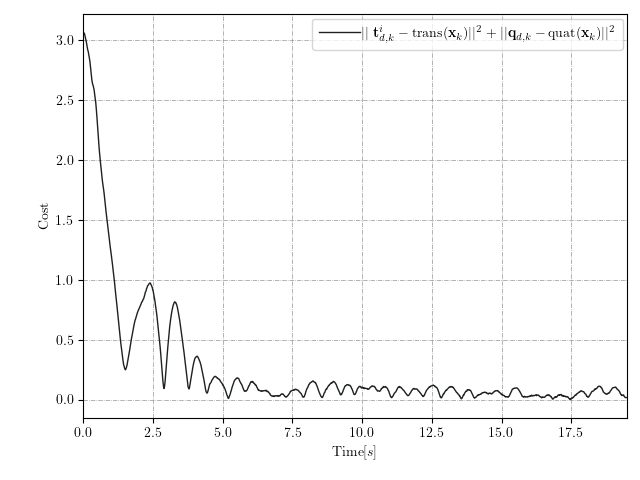 || t^i_{d,k} − trans(x_k)||² + ||q_{d,k} − quat(x_k)||²
3.0
2.5
2.0
1.5
1.0
0.5
0.0
Cost
0.0 2.5 5.0 7.5 10.0 12.5 15.0 17.5
Time[s]